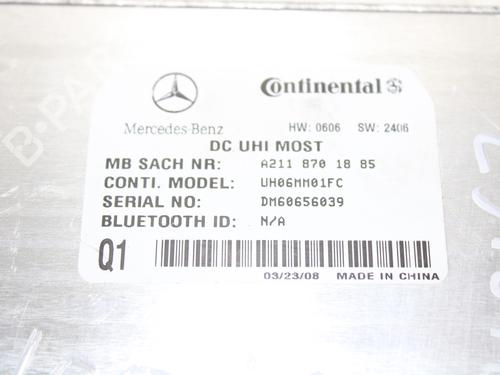 Mercedes-Benz
Continental
HW: 0606 SW: 2406
DC UHI MOST
MB SACH NR: A211 870 18 85
CONTI. MODEL: UH06MM01FC
SERIAL NO: DM60656039
BLUETOOTH ID: N/A
Q1
03/23/08 MADE IN CHINA